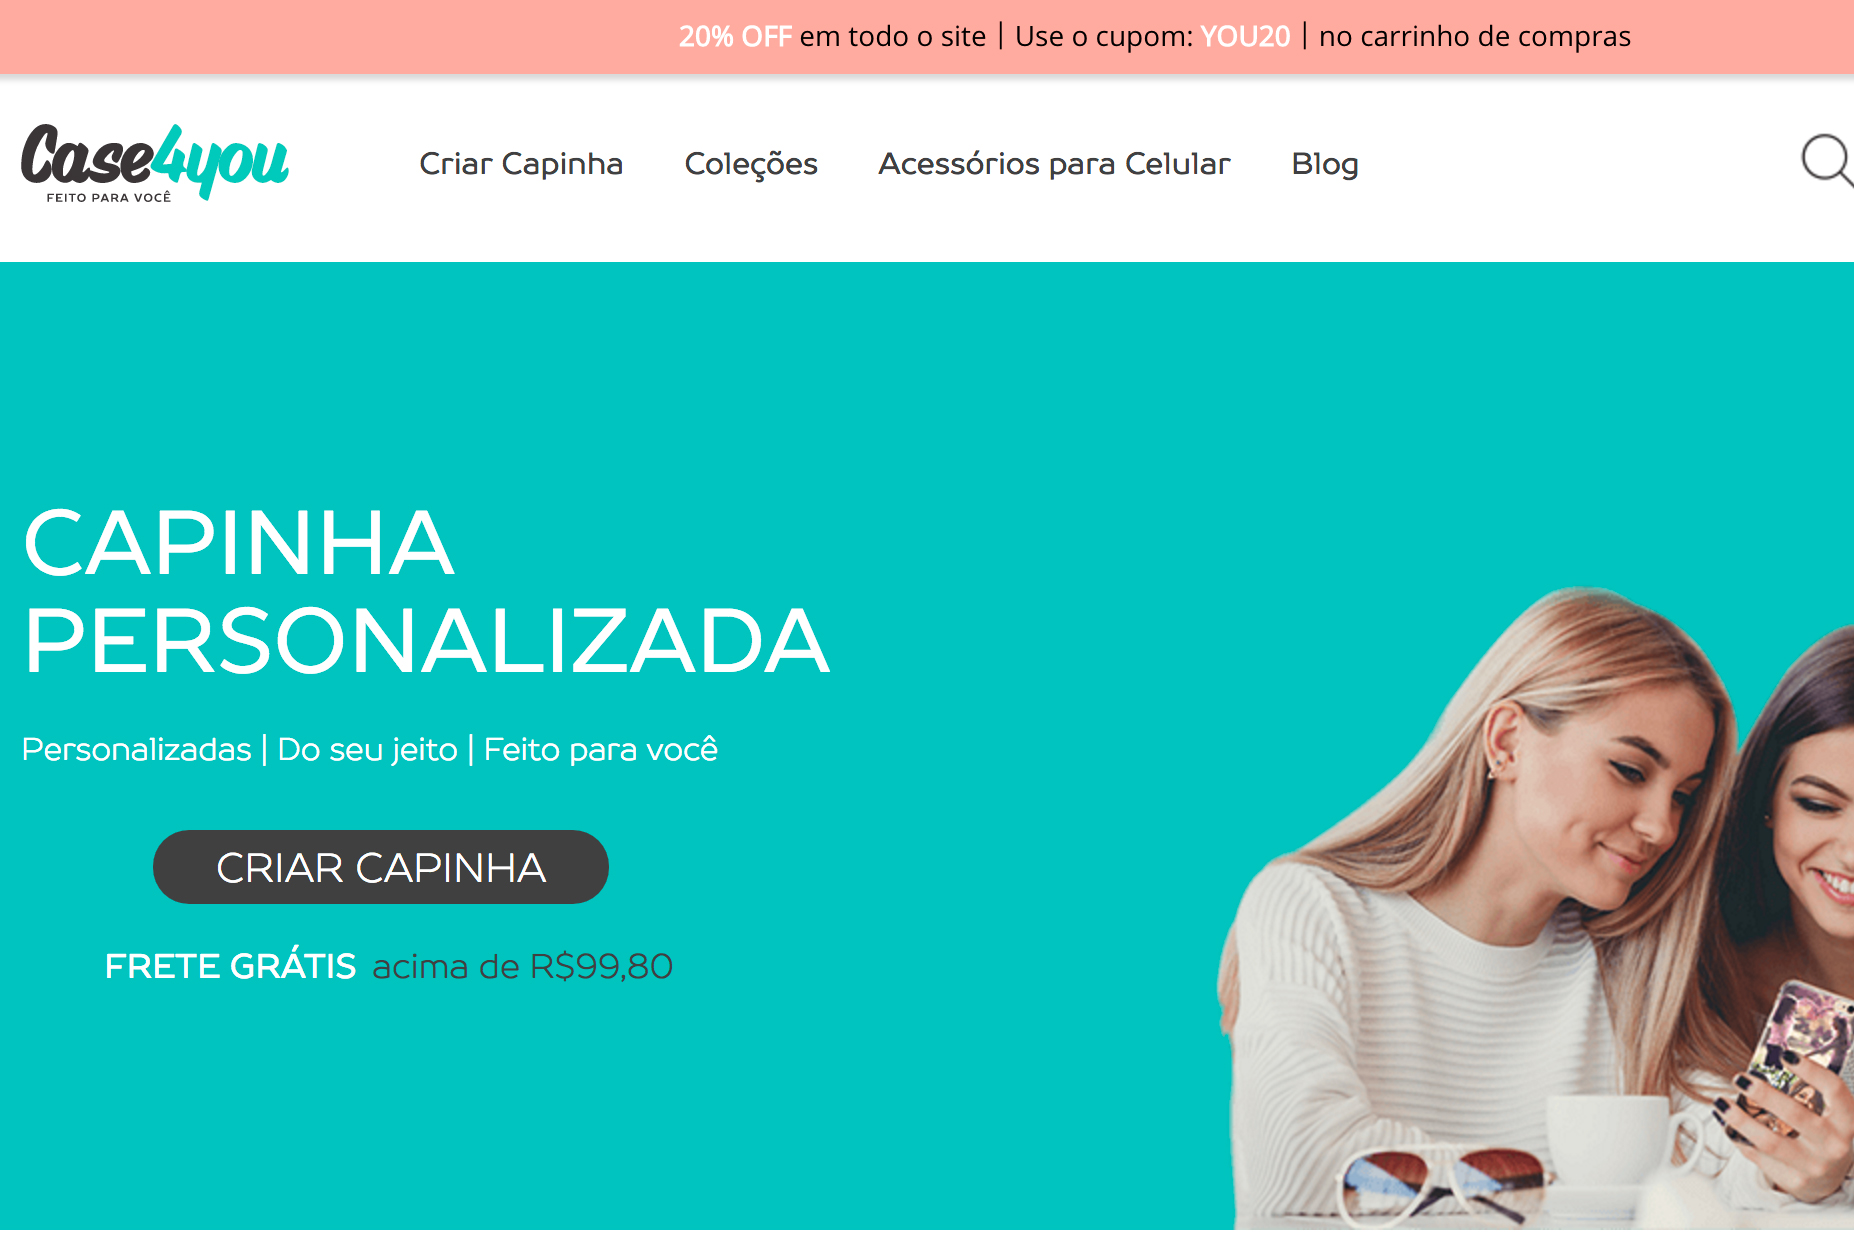 20% OFF em todo o site | Use o cupom: YOU20 | no carrinho de compras
Case4you
FEITO PARA VOCÊ
Criar Capinha Coleções Acessórios para Celular Blog
CAPINHA
PERSONALIZADA
Personalizadas | Do seu jeito | Feito para você
CRIAR CAPINHA
FRETE GRÁTIS acima de R$99,80